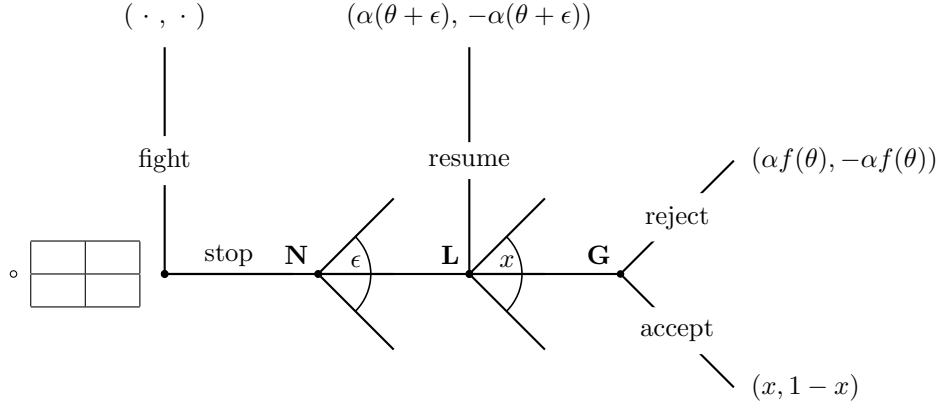 ( · , · )
(α(θ + ϵ), −α(θ + ϵ))
fight
resume
(αf(θ), −αf(θ))
reject
stop
N
ϵ
L
x
G
accept
(x, 1 − x)